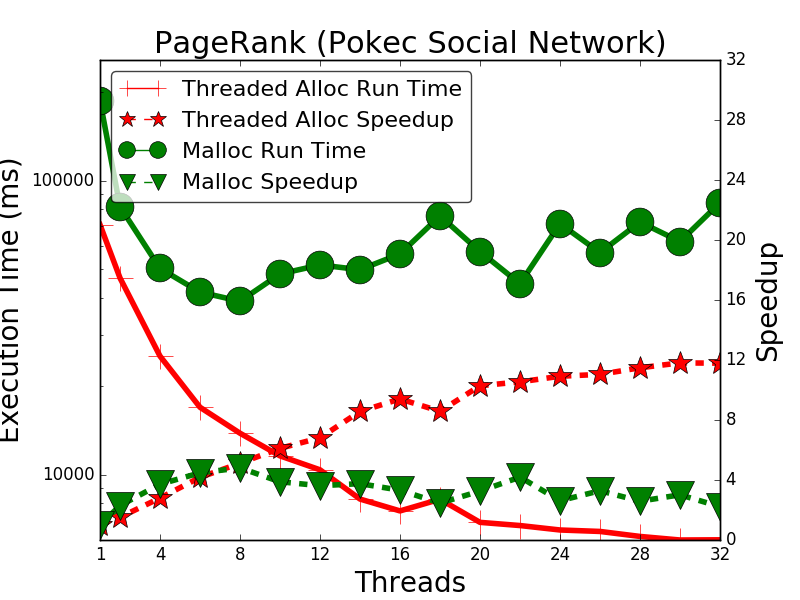 PageRank (Pokec Social Network)
Threaded Alloc Run Time
Threaded Alloc Speedup
Malloc Run Time
Malloc Speedup
Execution Time (ms)
100000
10000
Speedup
32
28
24
20
16
12
8
4
0
1 4 8 12 16 20 24 28 32
Threads